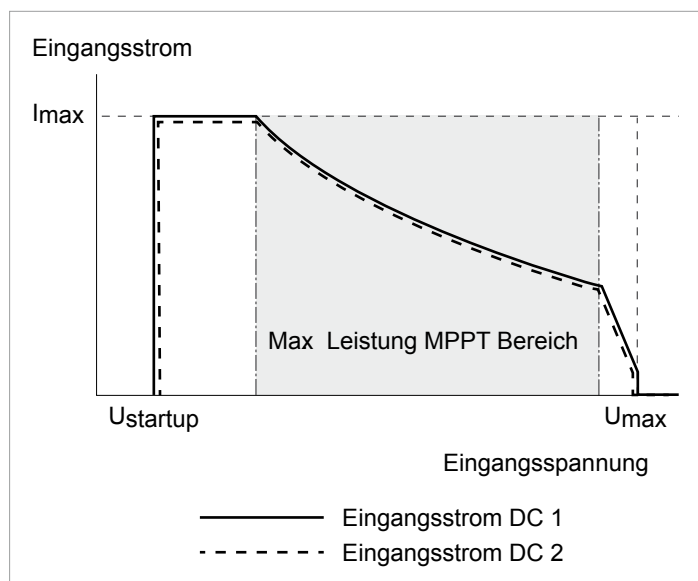 Eingangsstrom
Imax
Max Leistung MPPT Bereich
Ustartup
Umax
Eingangsspannung
Eingangsstrom DC 1
Eingangsstrom DC 2